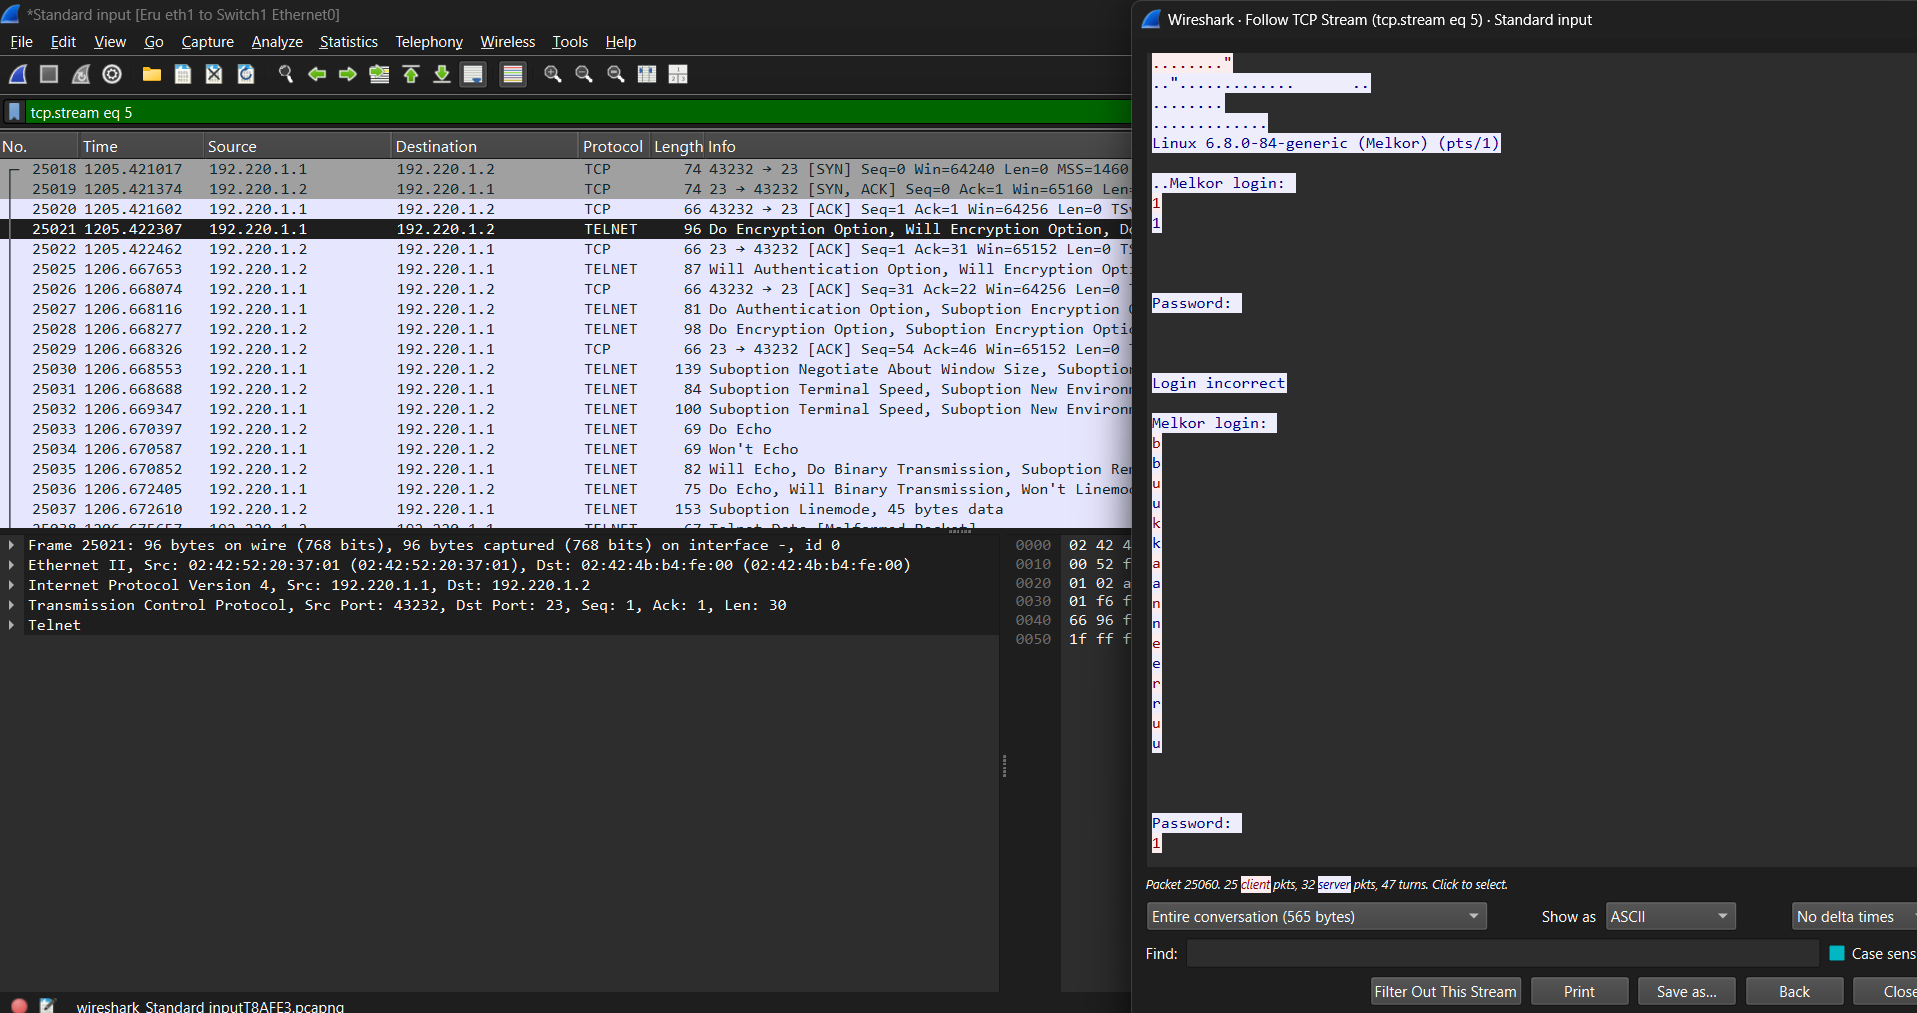 *Standard input [Eru eth1 to Switch1 Ethernet0]
File Edit View Go Capture Analyze Statistics Telephony Wireless Tools Help
tcp.stream eq 5
No. Time Source Destination Protocol Length Info
25018 1205.421017 192.220.1.1 192.220.1.2 TCP 74 43232 → 23 [SYN] Seq=0 Win=64240 Len=0 MSS=1460
25019 1205.421374 192.220.1.2 192.220.1.1 TCP 74 23 → 43232 [SYN, ACK] Seq=0 Ack=1 Win=65160 Len=
25020 1205.421602 192.220.1.1 192.220.1.2 TCP 66 43232 → 23 [ACK] Seq=1 Ack=1 Win=64256 Len=0 TSv
25021 1205.422307 192.220.1.1 192.220.1.2 TELNET 96 Do Encryption Option, Will Encryption Option, Do
25022 1205.422462 192.220.1.2 192.220.1.1 TCP 66 23 → 43232 [ACK] Seq=1 Ack=31 Win=65152 Len=0 TS
25025 1206.667653 192.220.1.2 192.220.1.1 TELNET 87 Will Authentication Option, Will Encryption Opti
25026 1206.668074 192.220.1.1 192.220.1.2 TCP 66 43232 → 23 [ACK] Seq=31 Ack=22 Win=64256 Len=0 T
25027 1206.668116 192.220.1.1 192.220.1.2 TELNET 81 Do Authentication Option, Suboption Encryption
25028 1206.668277 192.220.1.2 192.220.1.1 TELNET 98 Do Encryption Option, Suboption Encryption Optio
25029 1206.668326 192.220.1.2 192.220.1.1 TCP 66 23 → 43232 [ACK] Seq=54 Ack=46 Win=65152 Len=0 T
25030 1206.668553 192.220.1.1 192.220.1.2 TELNET 139 Suboption Negotiate About Window Size, Suboption
25031 1206.668688 192.220.1.2 192.220.1.1 TELNET 84 Suboption Terminal Speed, Suboption New Environm
25032 1206.669347 192.220.1.1 192.220.1.2 TELNET 100 Suboption Terminal Speed, Suboption New Environm
25033 1206.670397 192.220.1.2 192.220.1.1 TELNET 69 Do Echo
25034 1206.670587 192.220.1.1 192.220.1.2 TELNET 69 Won't Echo
25035 1206.670852 192.220.1.2 192.220.1.1 TELNET 82 Will Echo, Do Binary Transmission, Suboption Rem
25036 1206.672405 192.220.1.1 192.220.1.2 TELNET 75 Do Echo, Will Binary Transmission, Won't Linemod
25037 1206.672610 192.220.1.2 192.220.1.1 TELNET 153 Suboption Linemode, 45 bytes data
25038 1206.675657 192.220.1.2 192.220.1.1 TELNET 67 Telnet Data [Malformed Packet]
Frame 25021: 96 bytes on wire (768 bits), 96 bytes captured (768 bits) on interface -, id 0
Ethernet II, Src: 02:42:52:20:37:01 (02:42:52:20:37:01), Dst: 02:42:4b:b4:fe:00 (02:42:4b:b4:fe:00)
Internet Protocol Version 4, Src: 192.220.1.1, Dst: 192.220.1.2
Transmission Control Protocol, Src Port: 43232, Dst Port: 23, Seq: 1, Ack: 1, Len: 30
Telnet
0000 02 42 4
0010 00 52 f
0020 01 02 a
0030 01 f6 f
0040 66 96 f
0050 1f ff f
wireshark_Standard inputT8AFE3.pcapng
Wireshark · Follow TCP Stream (tcp.stream eq 5) · Standard input
........"
.."............. ..
........
.............
Linux 6.8.0-84-generic (Melkor) (pts/1)
..Melkor login:
1
1
Password:
Login incorrect
Melkor login:
b
b
u
u
k
k
a
a
n
n
e
e
r
r
u
u
Password:
1
Packet 25060. 25 client pkts, 32 server pkts, 47 turns. Click to select.
Entire conversation (565 bytes) Show as ASCII No delta times
Find: Case sens
Filter Out This Stream Print Save as... Back Close